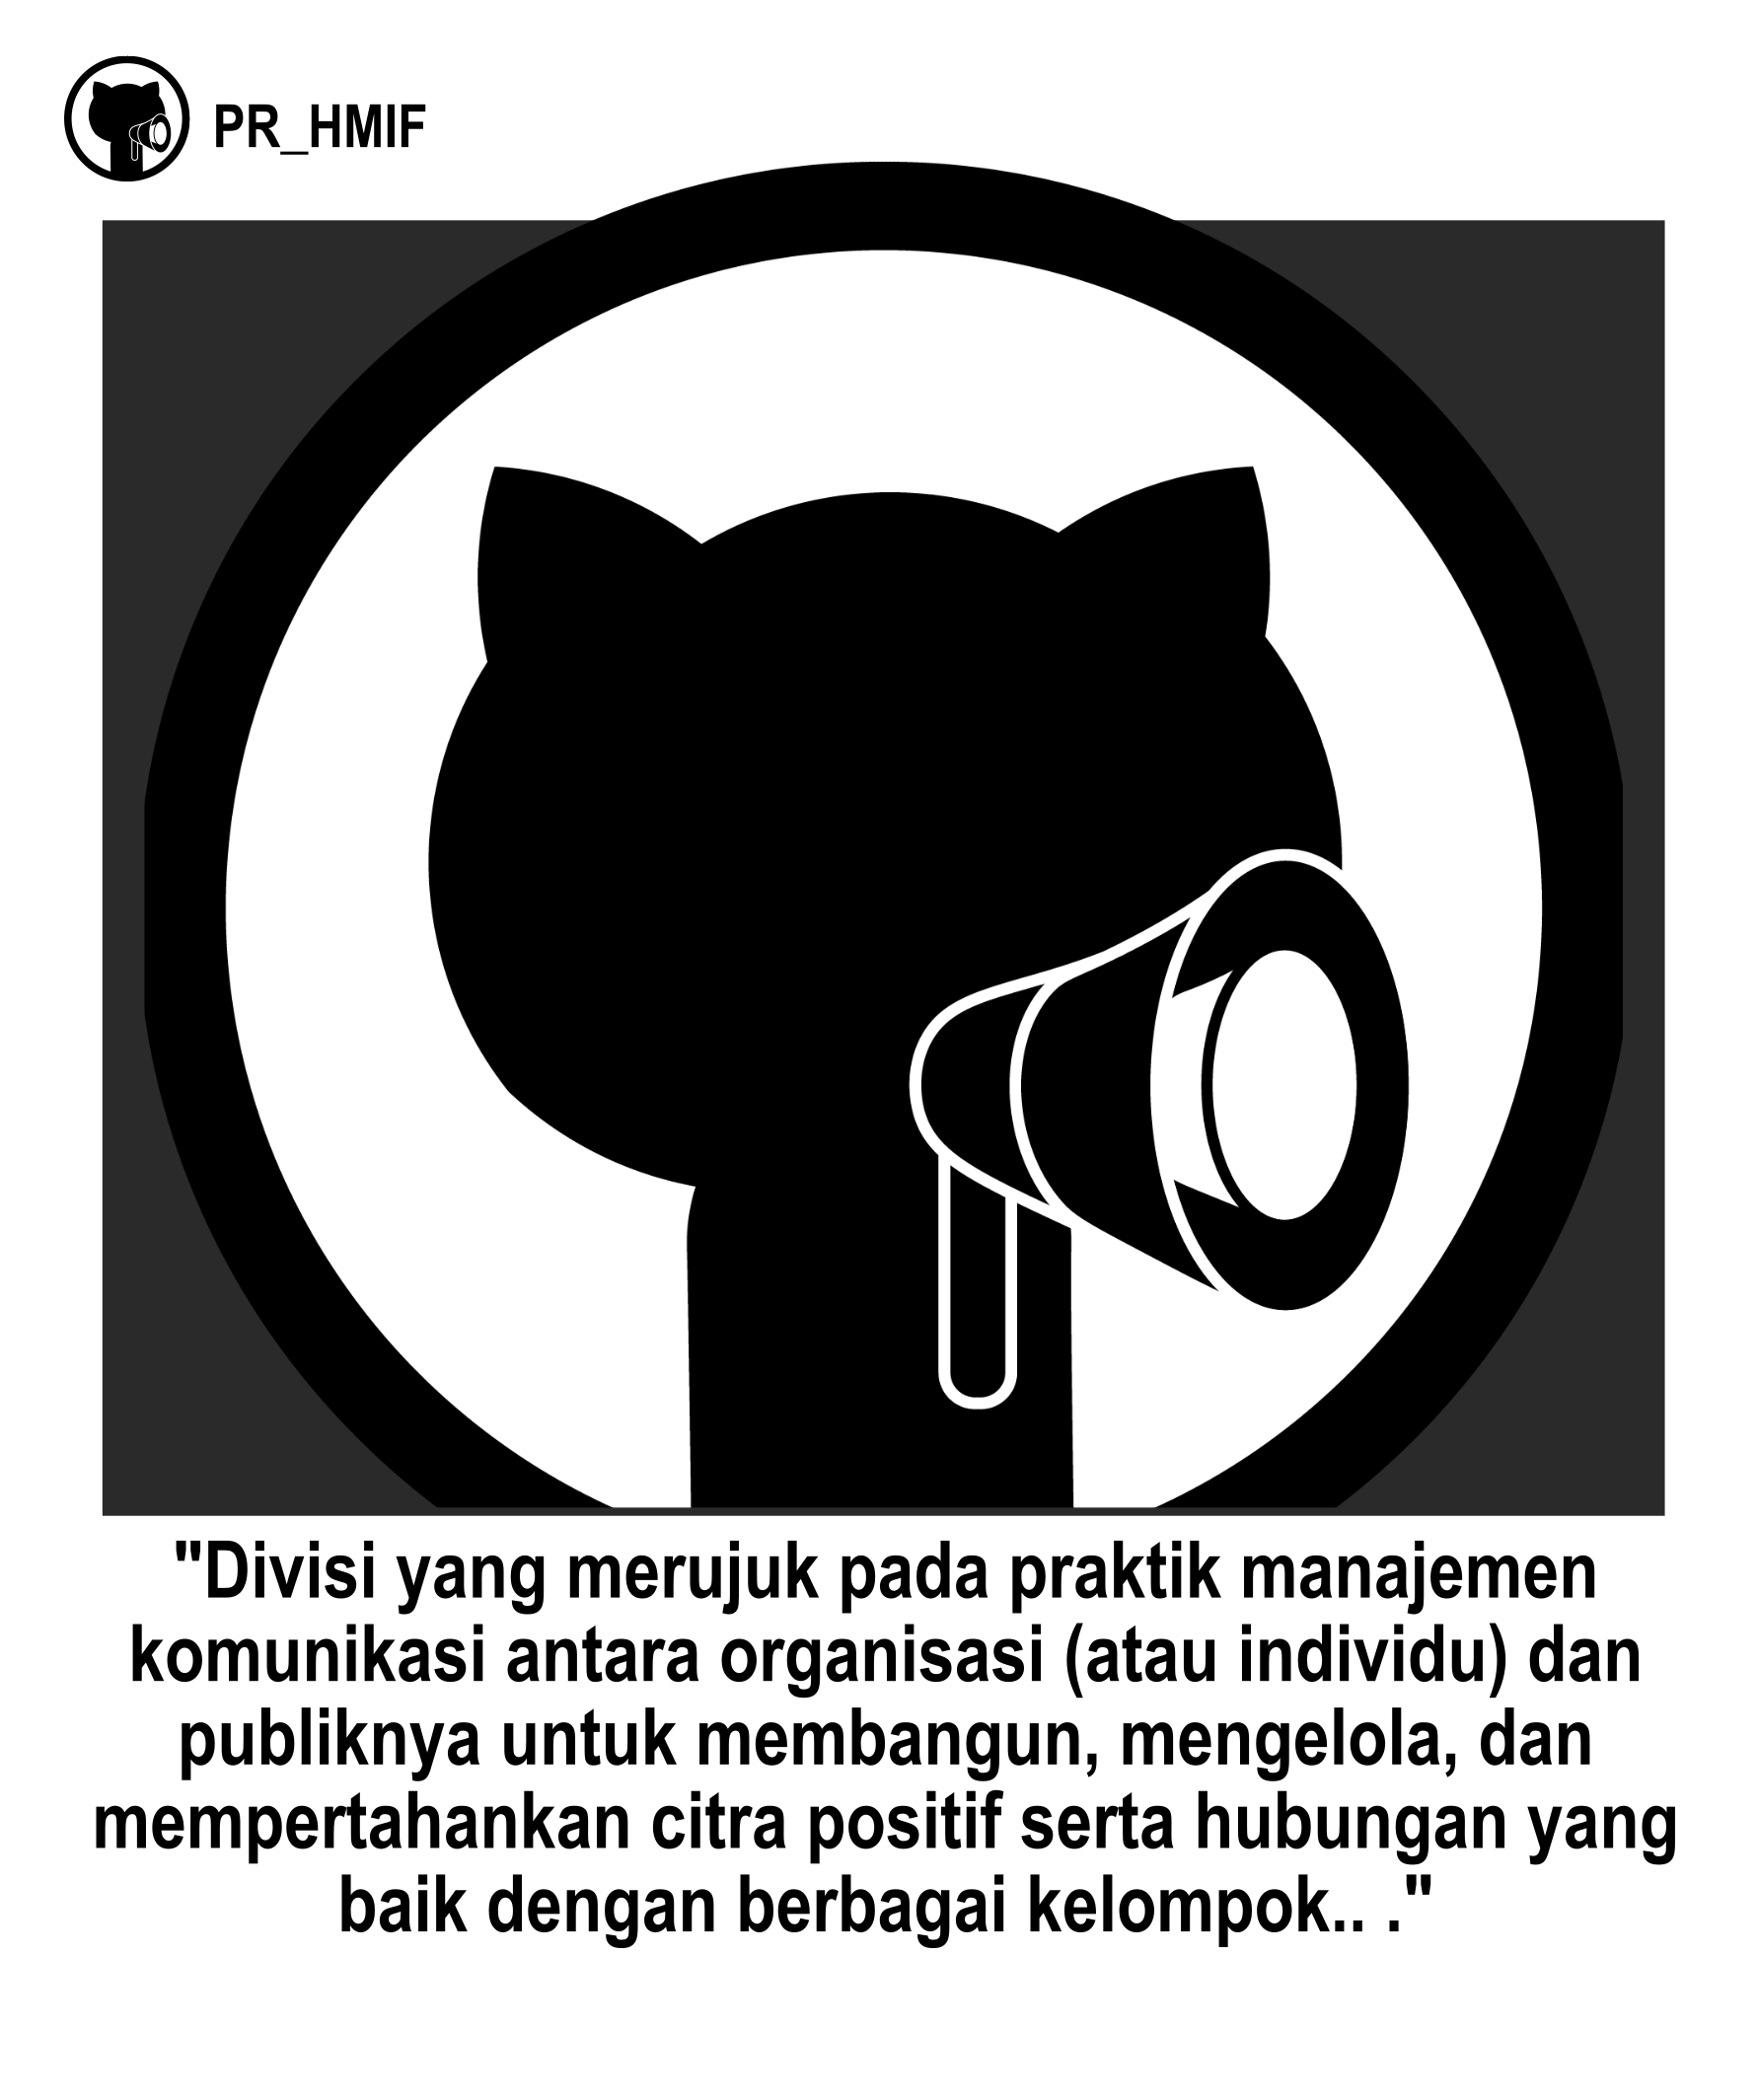 PR_HMIF
"Divisi yang merujuk pada praktik manajemen
komunikasi antara organisasi (atau individu) dan
publiknya untuk membangun, mengelola, dan
mempertahankan citra positif serta hubungan yang
baik dengan berbagai kelompok.. ."